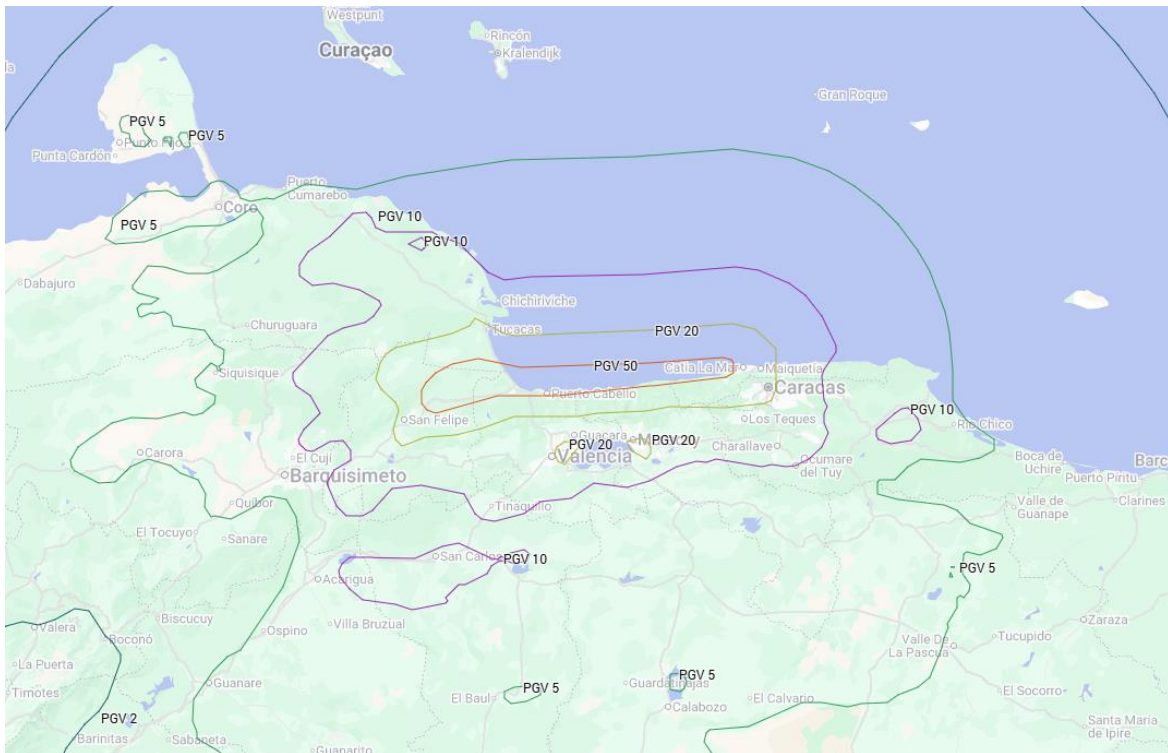 Westpunt
Curaçao
Rincón
Kralendijk
Gran Roque
PGV 5
PGV 5
Punto Fijo
Punta Cardón
Puerto
Cumarebo
Coro
PGV 5
PGV 10
PGV 10
Dabajuro
Chichiriviche
Churuguara
Tucacas
PGV 20
Siquisique
PGV 50
Catia La Mar
Maiquetía
Puerto Cabello
Caracas
San Felipe
Los Teques
PGV 10
Río Chico
Guacara
PGV 20
PGV 20
Valencia
Charallave
Carora
El Cují
Barquisimeto
Ocumare
del Tuy
Boca de
Uchire
Barc
Puerto Píritu
Quíbor
Tinaquillo
Valle de
Guanape
Clarines
El Tocuyo
Sanare
San Carlos
PGV 10
Acarigua
PGV 5
Biscucuy
Villa Bruzual
Valera
Boconó
Ospino
Zaraza
Tucupido
Valle De
La Pascua
La Puerta
Timotes
Guanare
El Baul
PGV 5
Guardatinajas
PGV 5
El Calvario
El Socorro
Calabozo
PGV 2
Barinitas
Sabaneta
Guanarito
Santa María
de Ipire